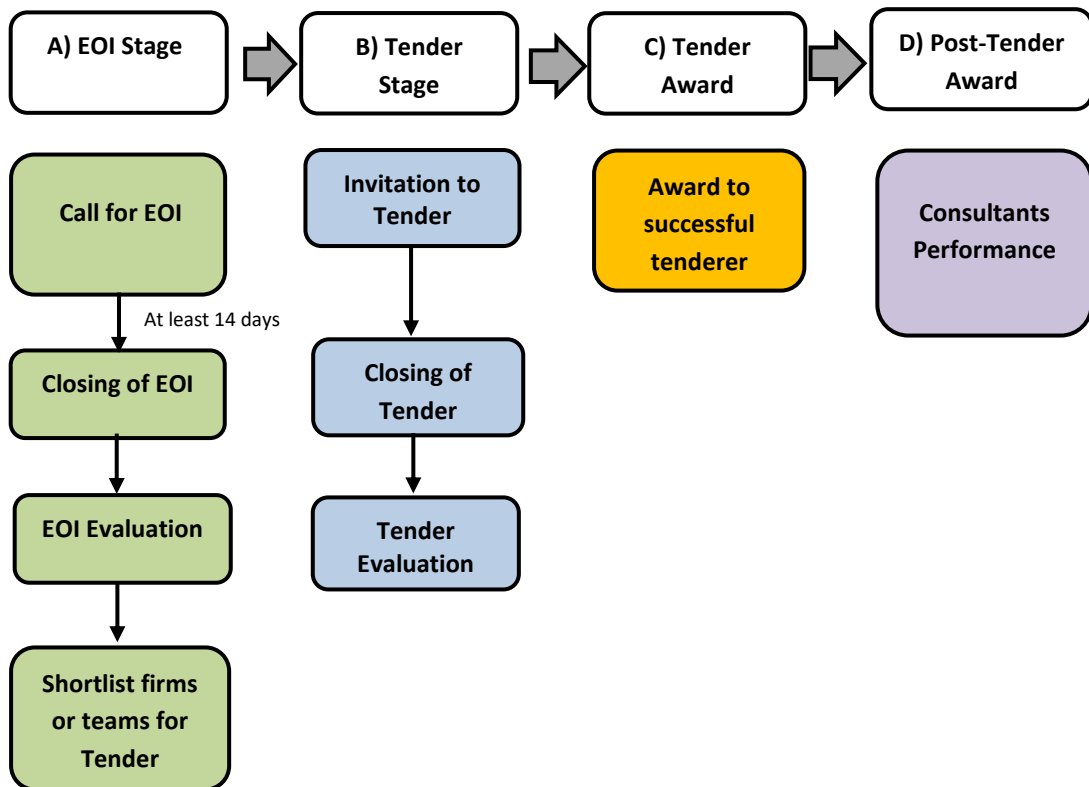 A) EOI Stage
B) Tender
Stage
C) Tender
Award
D) Post-Tender
Award
Call for EOI
At least 14 days
Closing of EOI
EOI Evaluation
Shortlist firms
or teams for
Tender
Invitation to
Tender
Closing of
Tender
Tender
Evaluation
Award to
successful
tenderer
Consultants
Performance